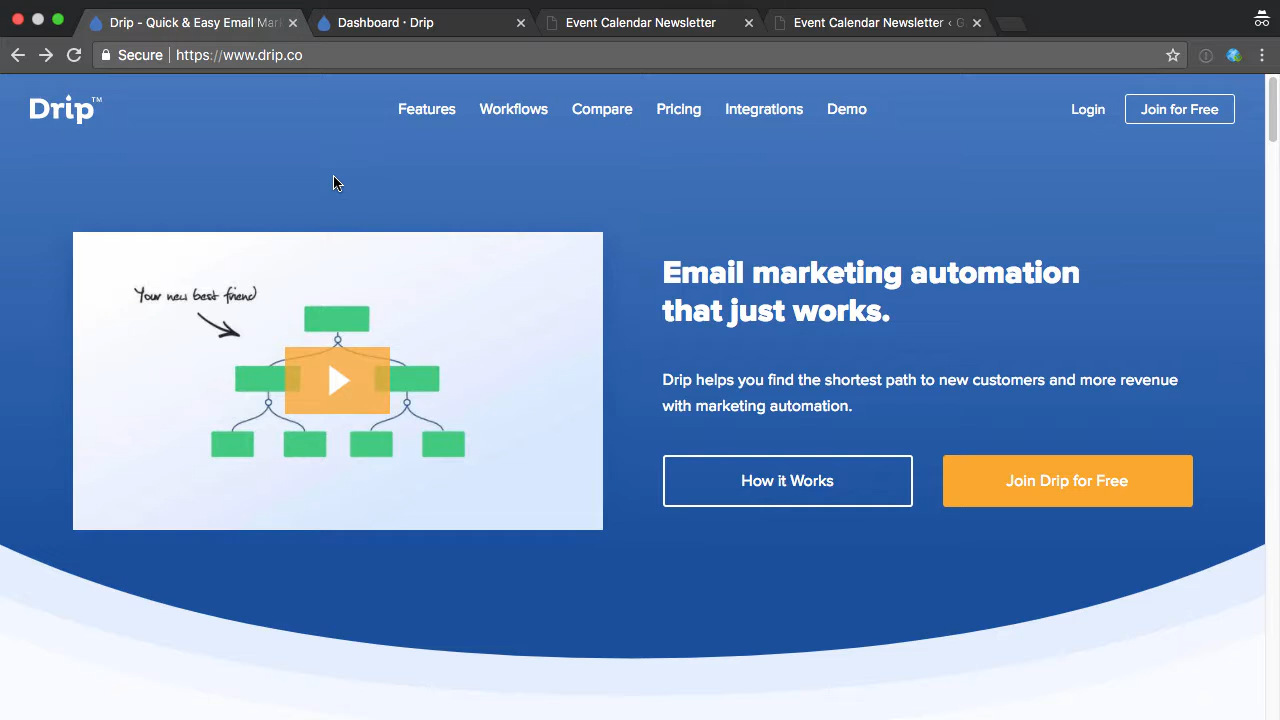 Drip - Quick & Easy Email Mark
Dashboard · Drip
Event Calendar Newsletter
Event Calendar Newsletter ‹ G
Secure
https://www.drip.co
Drip™
Features
Workflows
Compare
Pricing
Integrations
Demo
Login
Join for Free
Your new best friend
Email marketing automation
that just works.
Drip helps you find the shortest path to new customers and more revenue
with marketing automation.
How it Works
Join Drip for Free